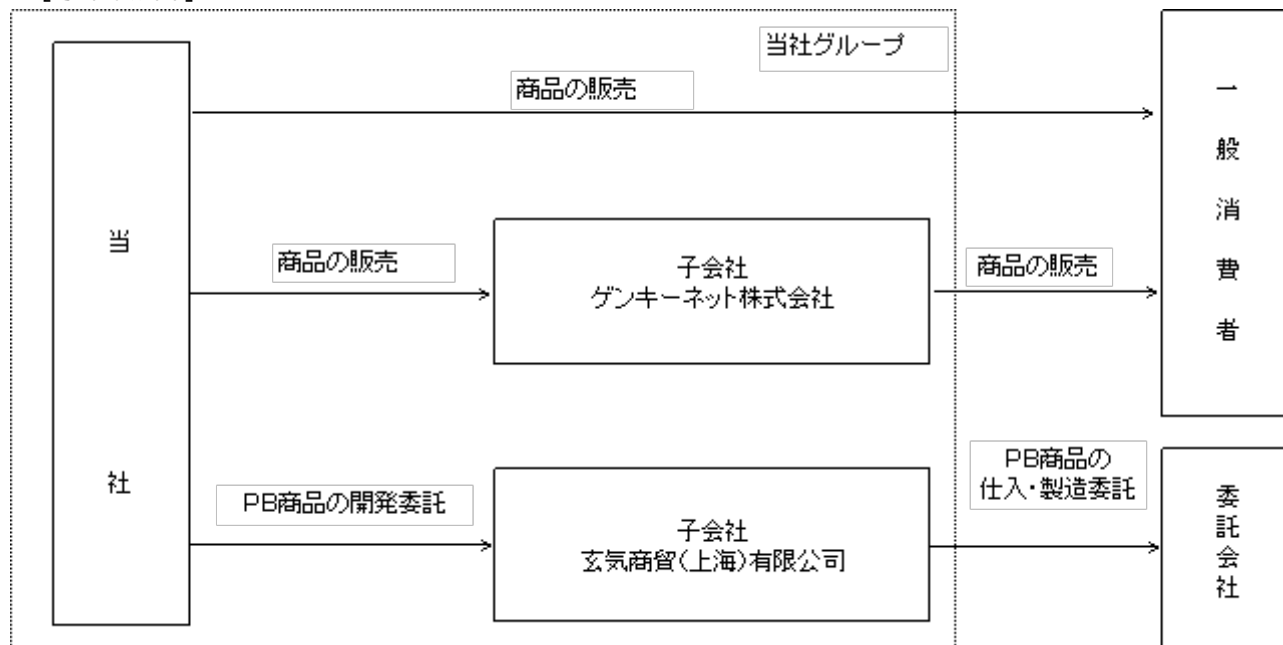 当社グループ
商品の販売
一般消費者
当社
商品の販売
子会社
ゲンキーネット株式会社
商品の販売
PB商品の開発委託
子会社
玄気商貿(上海)有限公司
PB商品の
仕入・製造委託
委託会社